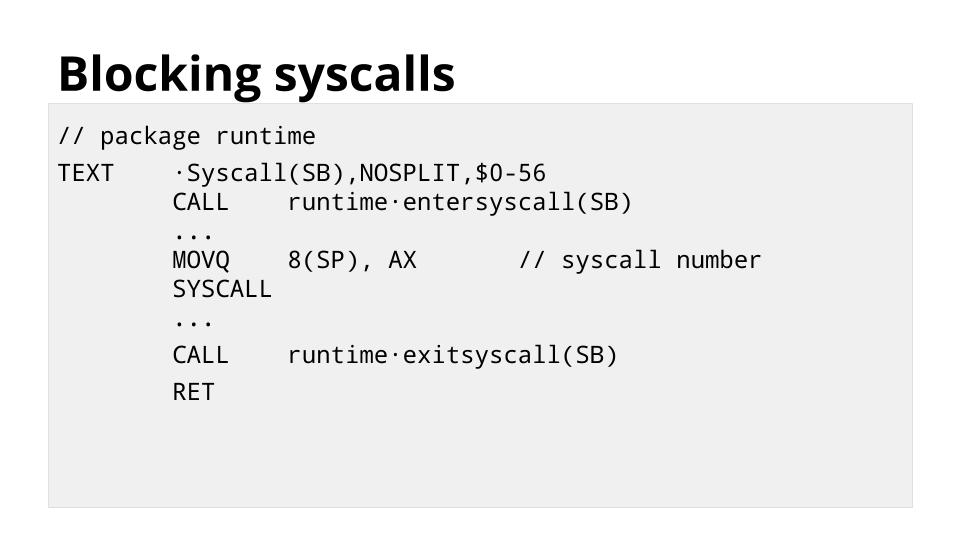 Blocking syscalls
// package runtime
TEXT    ·Syscall(SB),NOSPLIT,$0-56
        CALL    runtime·entersyscall(SB)
        ...
        MOVQ    8(SP), AX       // syscall number
        SYSCALL
        ...
        CALL    runtime·exitsyscall(SB)
        RET